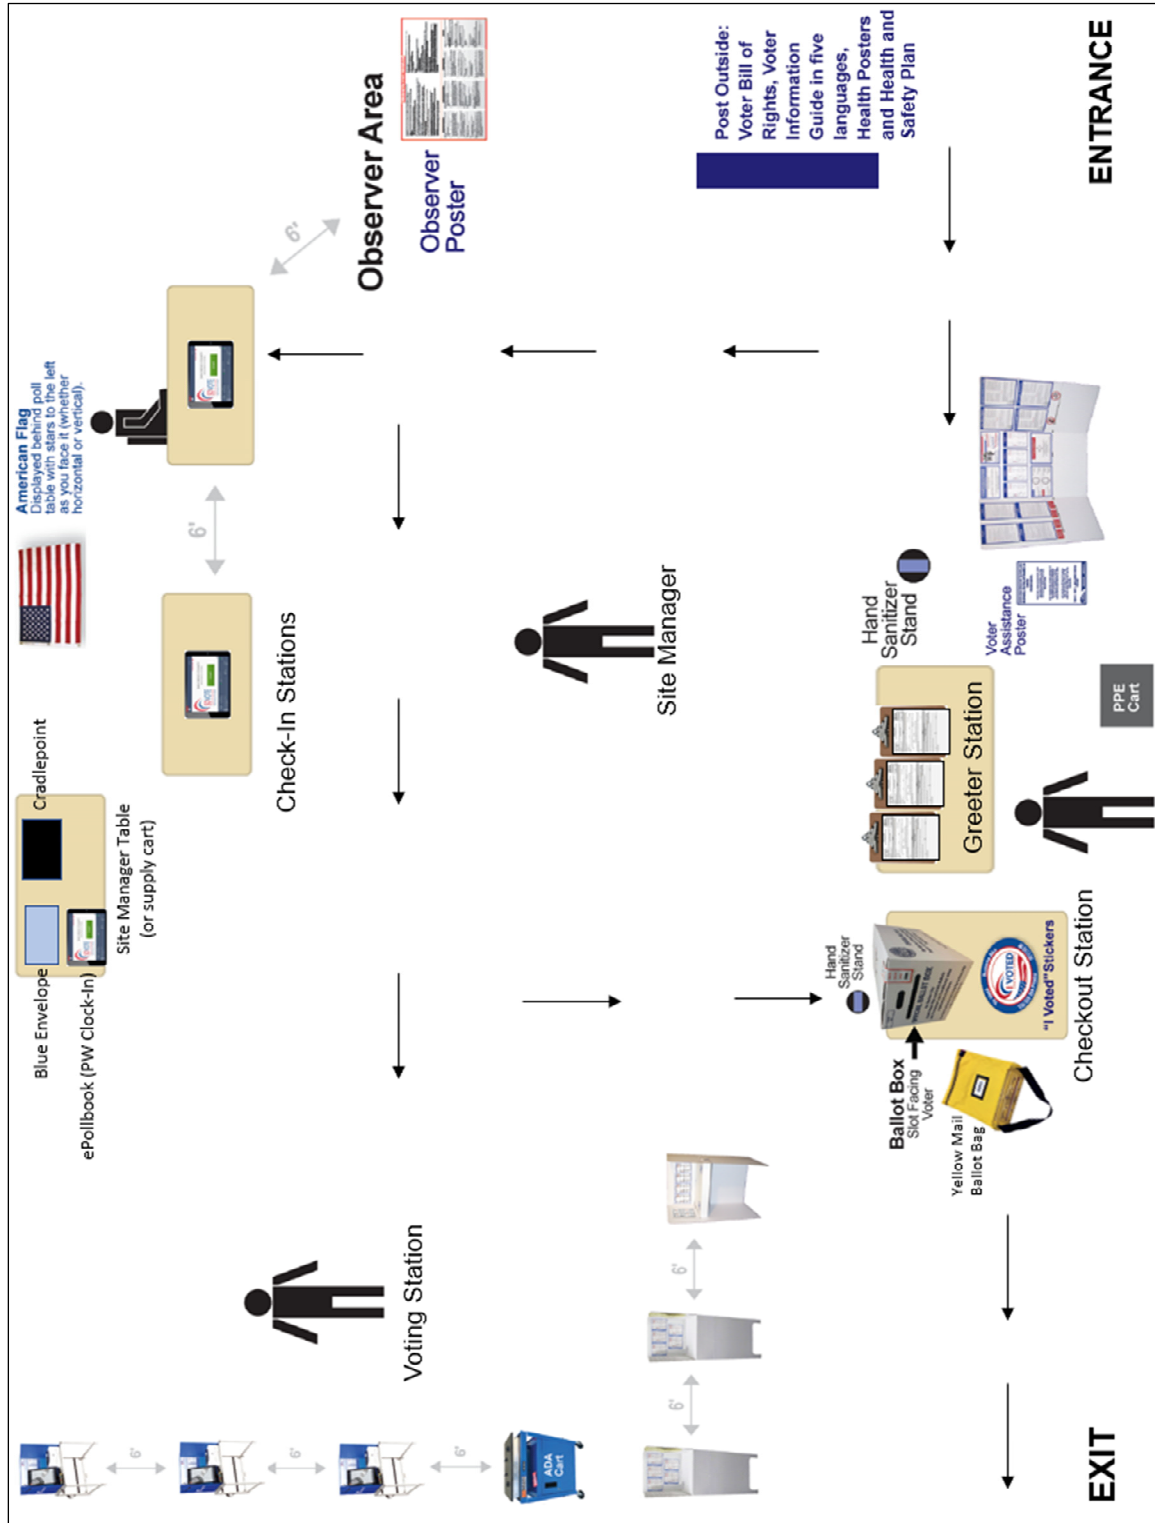 ENTRANCE
Post Outside:
Voter Bill of
Rights, Voter
Information
Guide in five
languages,
Health Posters
and Health and
Safety Plan
Observer Area
Observer
Poster
6'
American Flag
Displayed behind poll
table with stars to the left
as you face it (whether
horizontal or vertical).
6'
Check-In Stations
Site Manager
Hand
Sanitizer
Stand
Voter
Assistance
Poster
PPE
Cart
Greeter Station
Cradlepoint
Blue Envelope
ePollbook (PW Clock-In)
Site Manager Table
(or supply cart)
Hand
Sanitizer
Stand
Ballot Box
Slot Facing
Voter
I VOTED
"I Voted" Stickers
Checkout Station
Yellow Mail
Ballot Bag
Voting Station
6'
6'
6'
6'
6'
ADA
Cart
EXIT